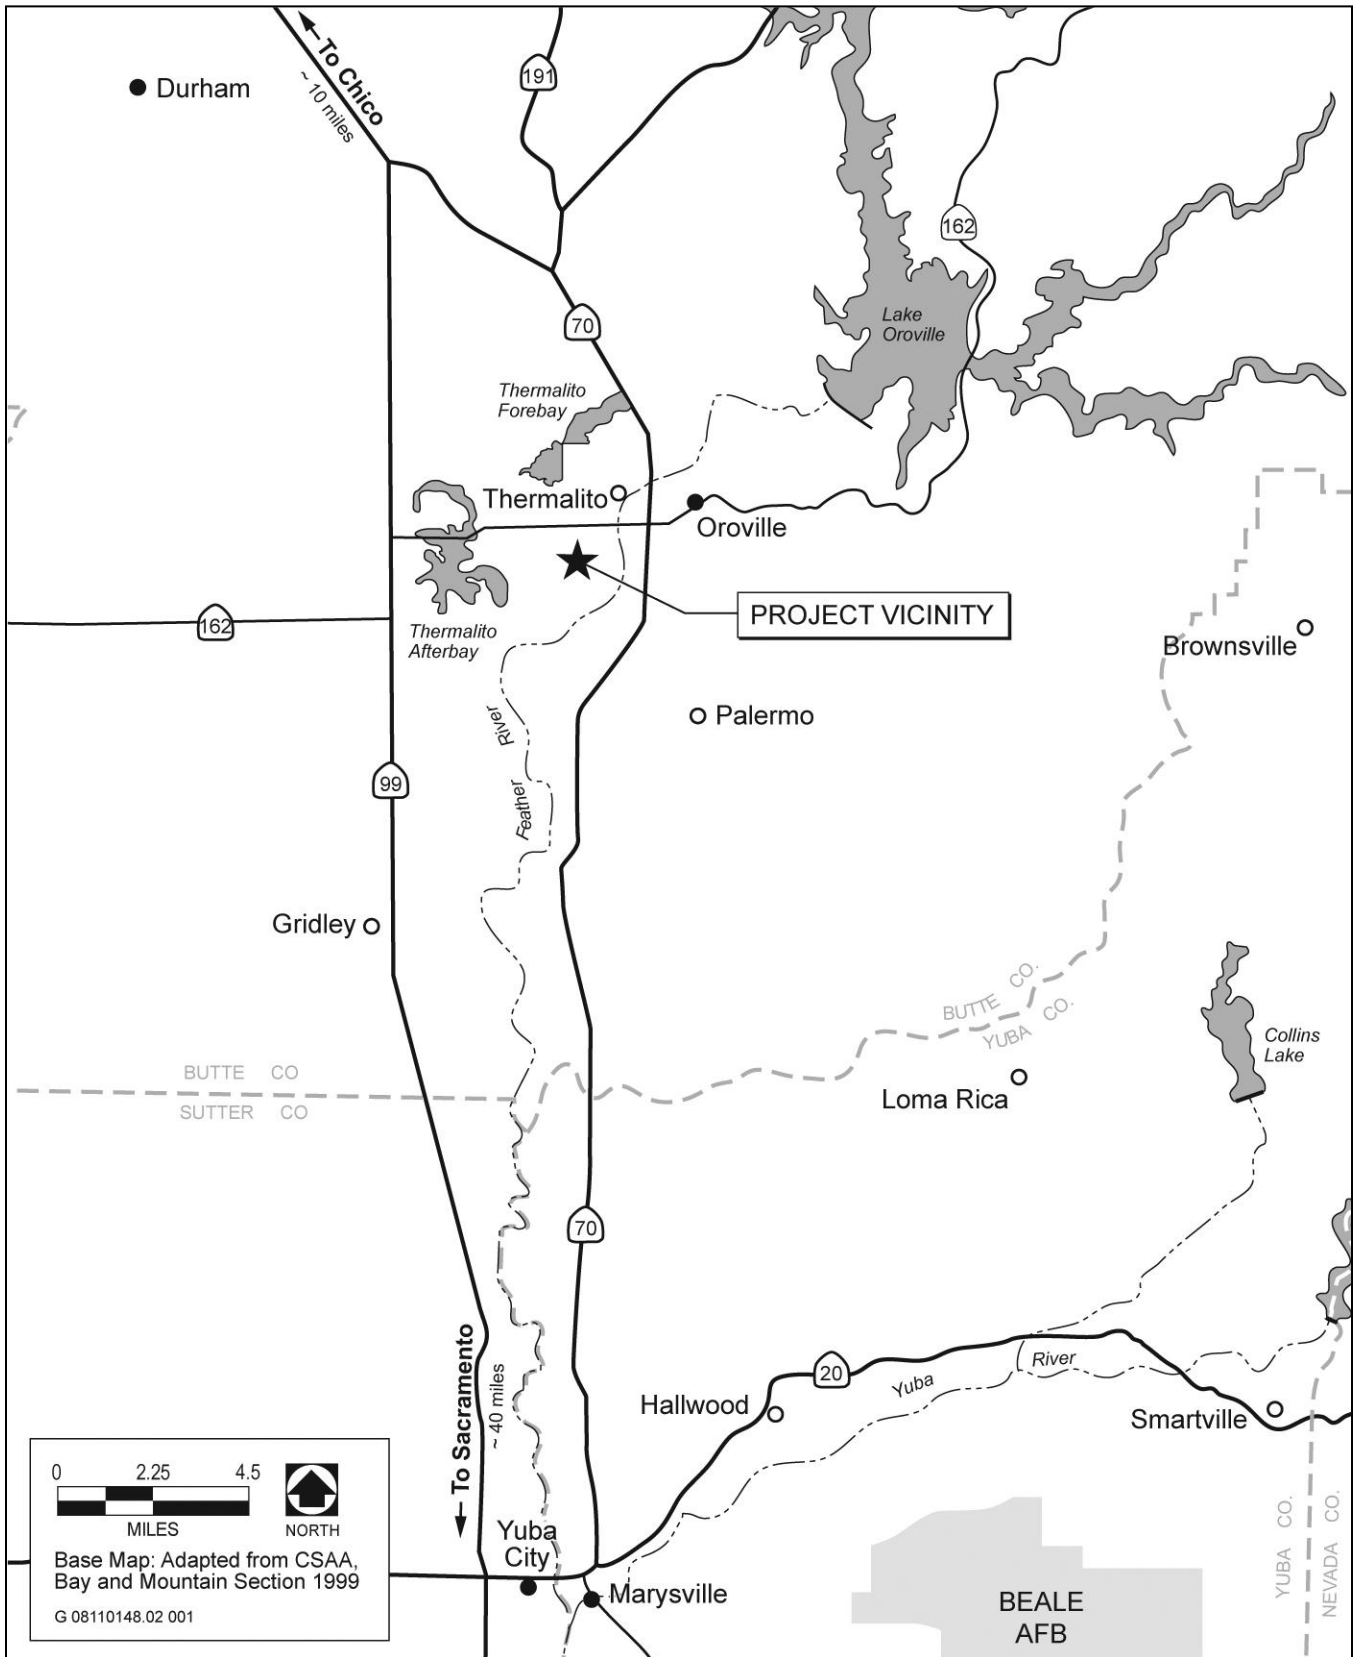 To Chico
~ 10 miles
Durham
191
162
Lake
Oroville
70
Thermalito
Forebay
Thermalito
Oroville
PROJECT VICINITY
162
Thermalito
Afterbay
Brownsville
River
Palermo
99
Feather
Gridley
BUTTE CO.
YUBA CO.
Collins
Lake
BUTTE CO
SUTTER CO
Loma Rica
70
To Sacramento
~ 40 miles
20
River
Yuba
Hallwood
Smartville
0 2.25 4.5
MILES
NORTH
Base Map: Adapted from CSAA,
Bay and Mountain Section 1999
G 08110148.02 001
Yuba
City
Marysville
BEALE
AFB
YUBA CO.
NEVADA CO.